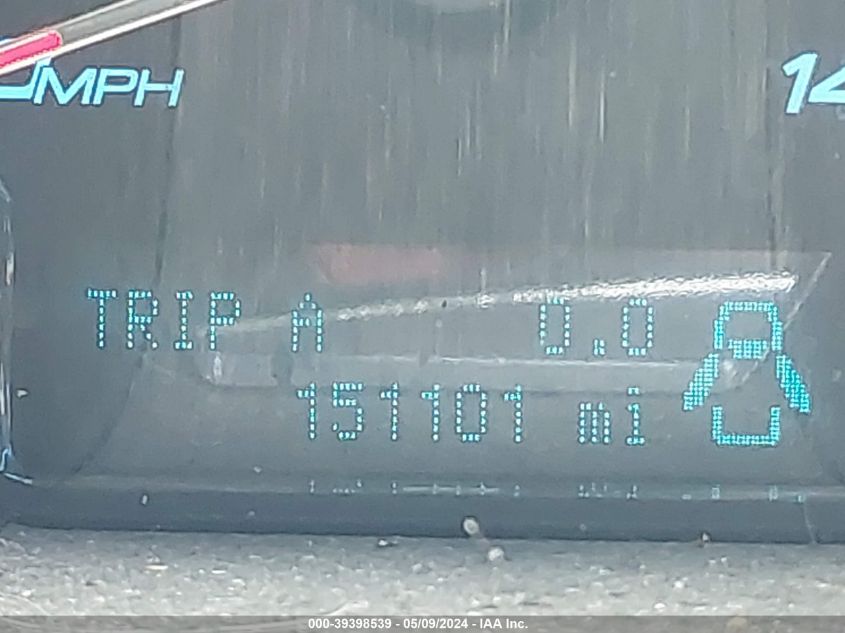 MPH
14
TRIP A 0.0
151101 mi
000-39398539 - 05/09/2024 - IAA Inc.